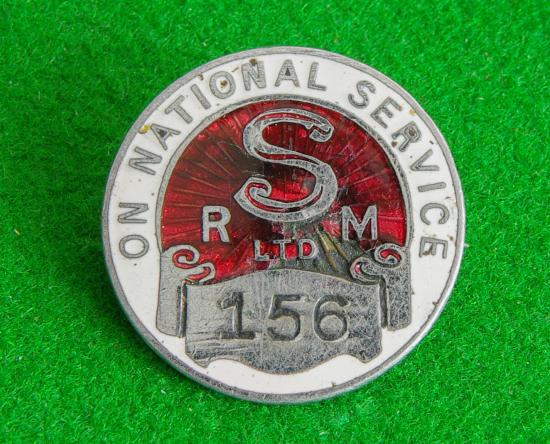 ON NATIONAL SERVICE
S
R M
LTD
156